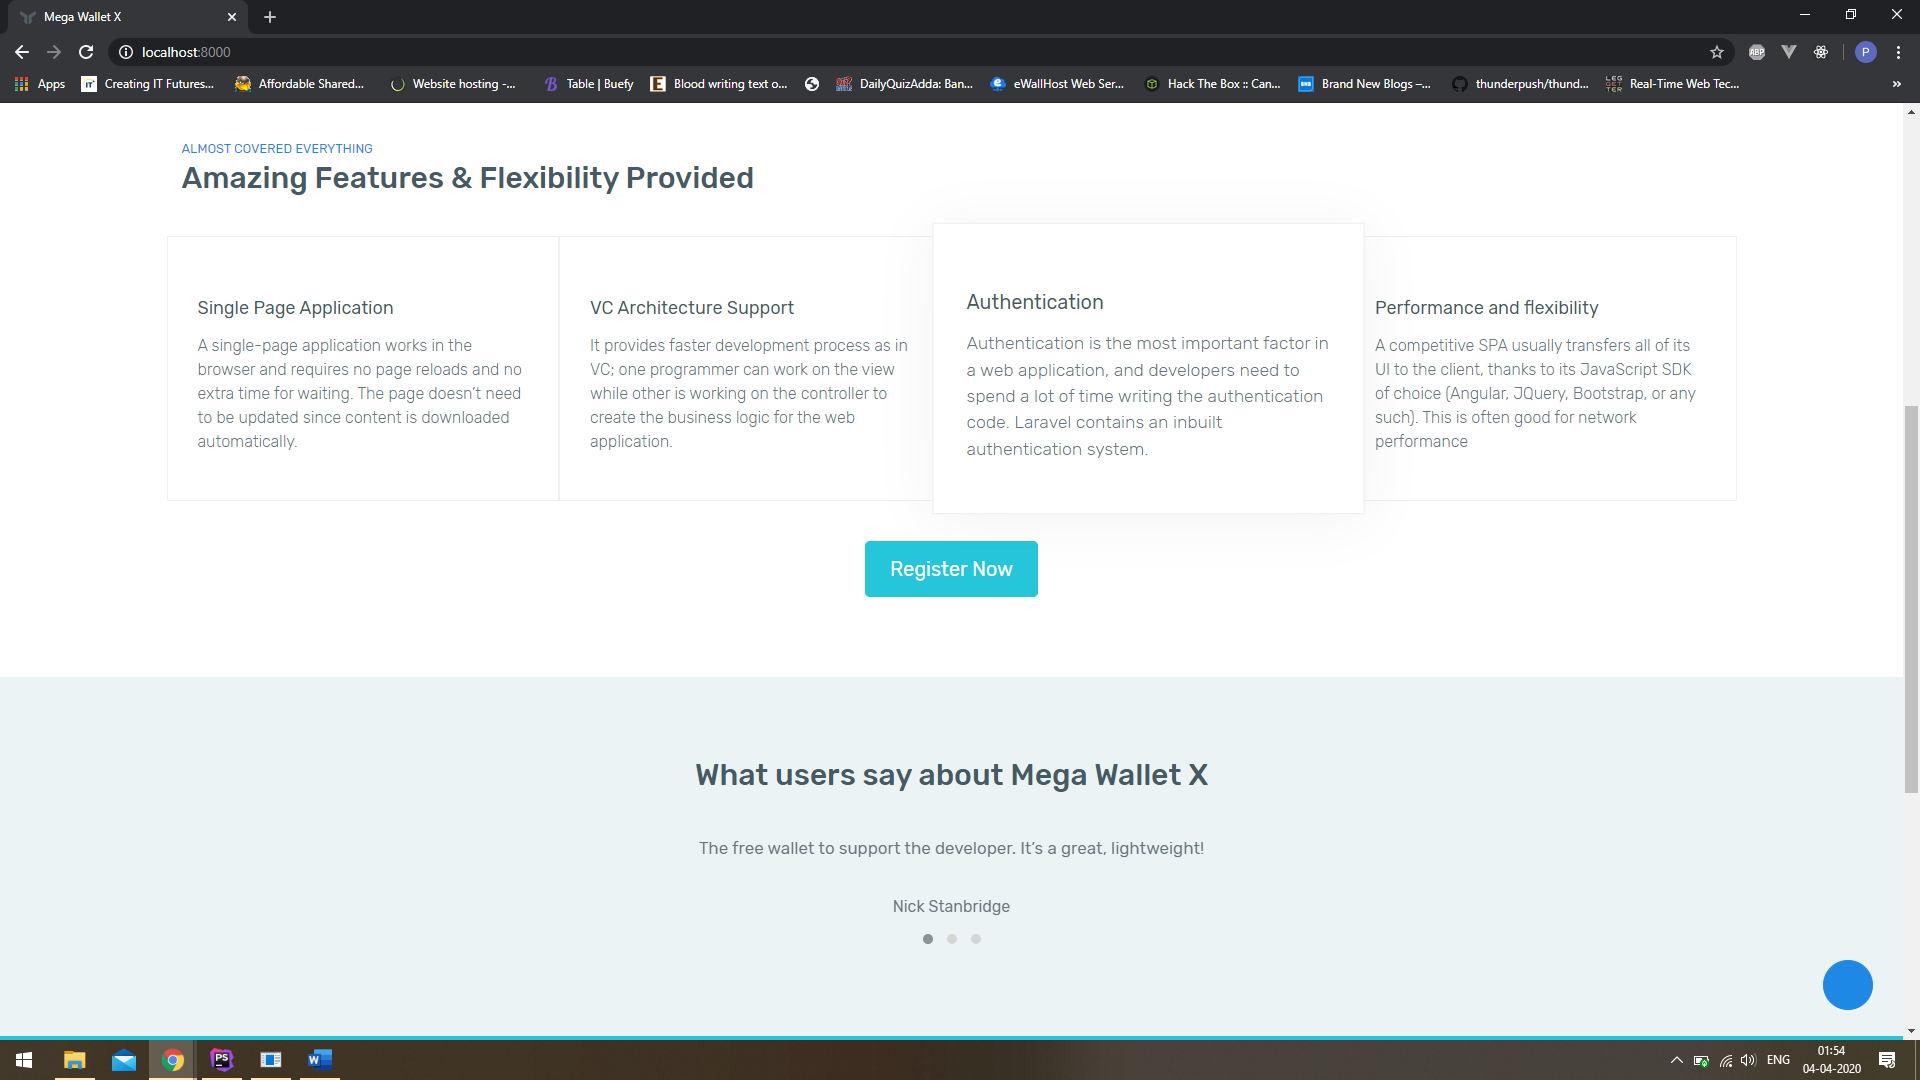 Mega Wallet X
localhost:8000
ABP
P
Apps
Creating IT Futures...
Affordable Shared...
Website hosting -...
Table | Buefy
Blood writing text o...
DailyQuizAdda: Ban...
eWallHost Web Ser...
Hack The Box :: Can...
Brand New Blogs –...
thunderpush/thund...
Real-Time Web Tec...
»
ALMOST COVERED EVERYTHING
Amazing Features & Flexibility Provided
Single Page Application
A single-page application works in the
browser and requires no page reloads and no
extra time for waiting. The page doesn’t need
to be updated since content is downloaded
automatically.
VC Architecture Support
It provides faster development process as in
VC; one programmer can work on the view
while other is working on the controller to
create the business logic for the web
application.
Authentication
Authentication is the most important factor in
a web application, and developers need to
spend a lot of time writing the authentication
code. Laravel contains an inbuilt
authentication system.
Performance and flexibility
A competitive SPA usually transfers all of its
UI to the client, thanks to its JavaScript SDK
of choice (Angular, JQuery, Bootstrap, or any
such). This is often good for network
performance
Register Now
What users say about Mega Wallet X
The free wallet to support the developer. It’s a great, lightweight!
Nick Stanbridge
PS
W
ENG
01:54
04-04-2020